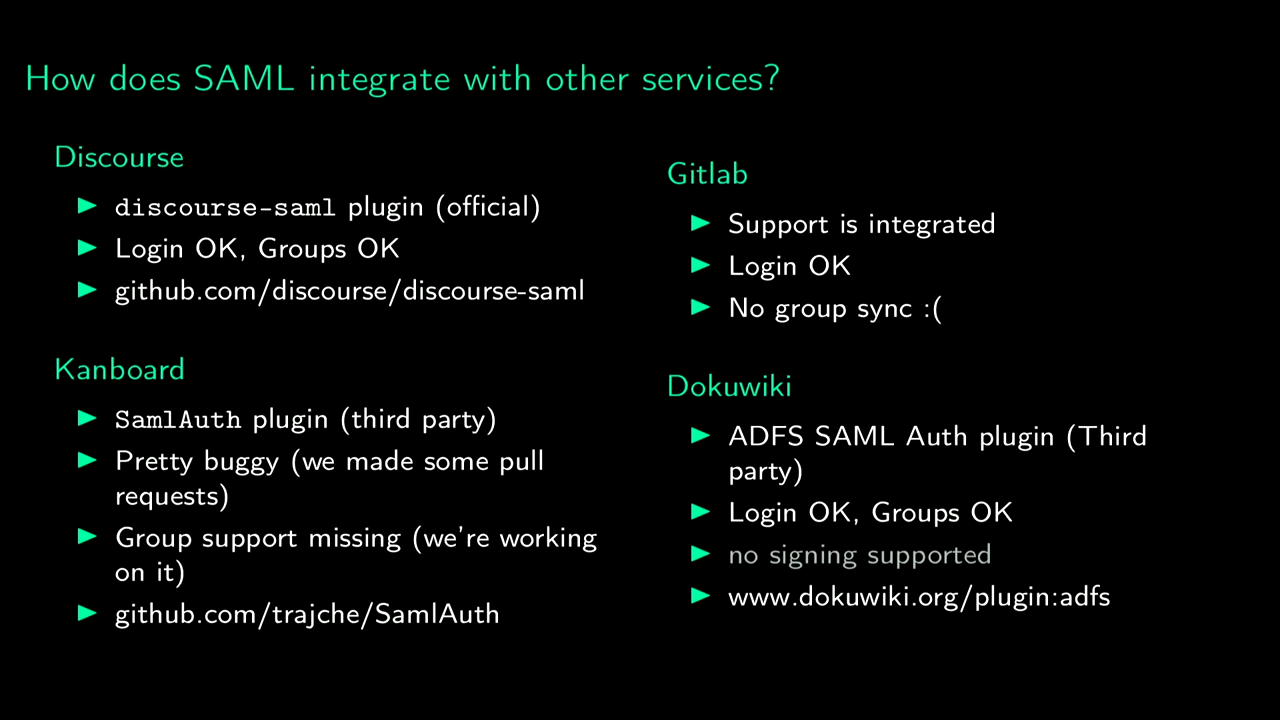 How does SAML integrate with other services?
Discourse
discourse-saml plugin (official)
Login OK, Groups OK
github.com/discourse/discourse-saml
Kanboard
SamlAuth plugin (third party)
Pretty buggy (we made some pull
requests)
Group support missing (we're working
on it)
github.com/trajche/SamlAuth
Gitlab
Support is integrated
Login OK
No group sync :(
Dokuwiki
ADFS SAML Auth plugin (Third
party)
Login OK, Groups OK
no signing supported
www.dokuwiki.org/plugin:adfs